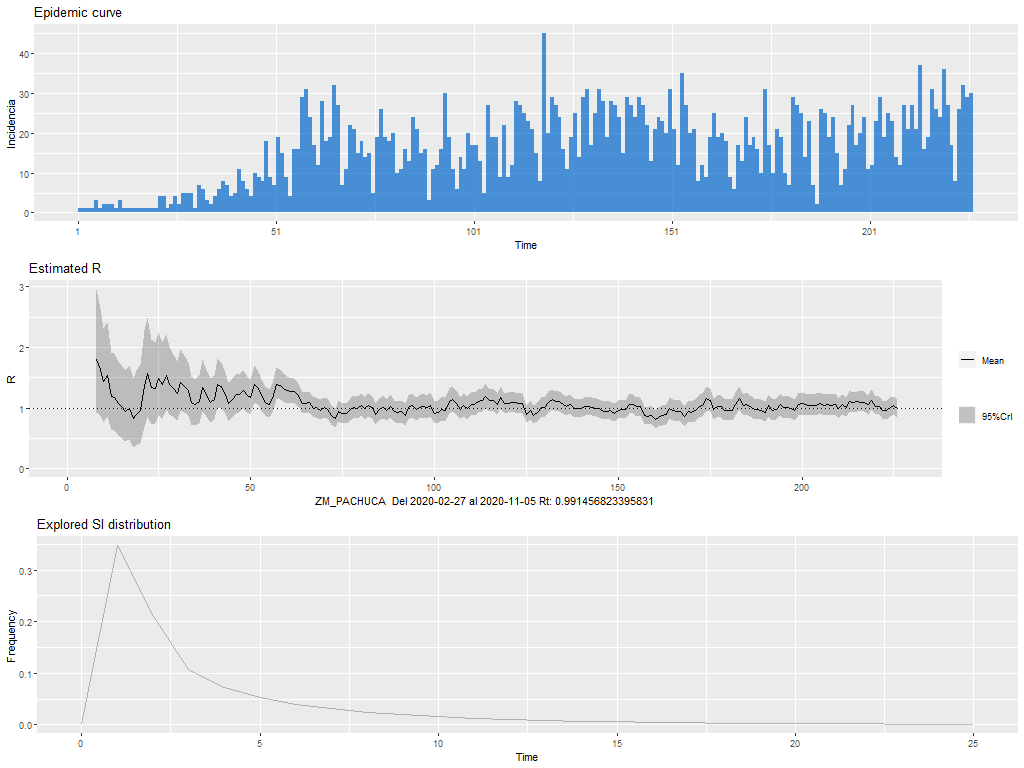 Epidemic curve
Incidencia
40
30
20
10
0
1
51
101
151
201
Time
Estimated R
R
3
2
1
0
0
50
100
150
200
ZM_PACHUCA Del 2020-02-27 al 2020-11-05 Rt: 0.991456823395831
Mean
95%CrI
Explored SI distribution
Frequency
0.3
0.2
0.1
0.0
0
5
10
15
20
25
Time